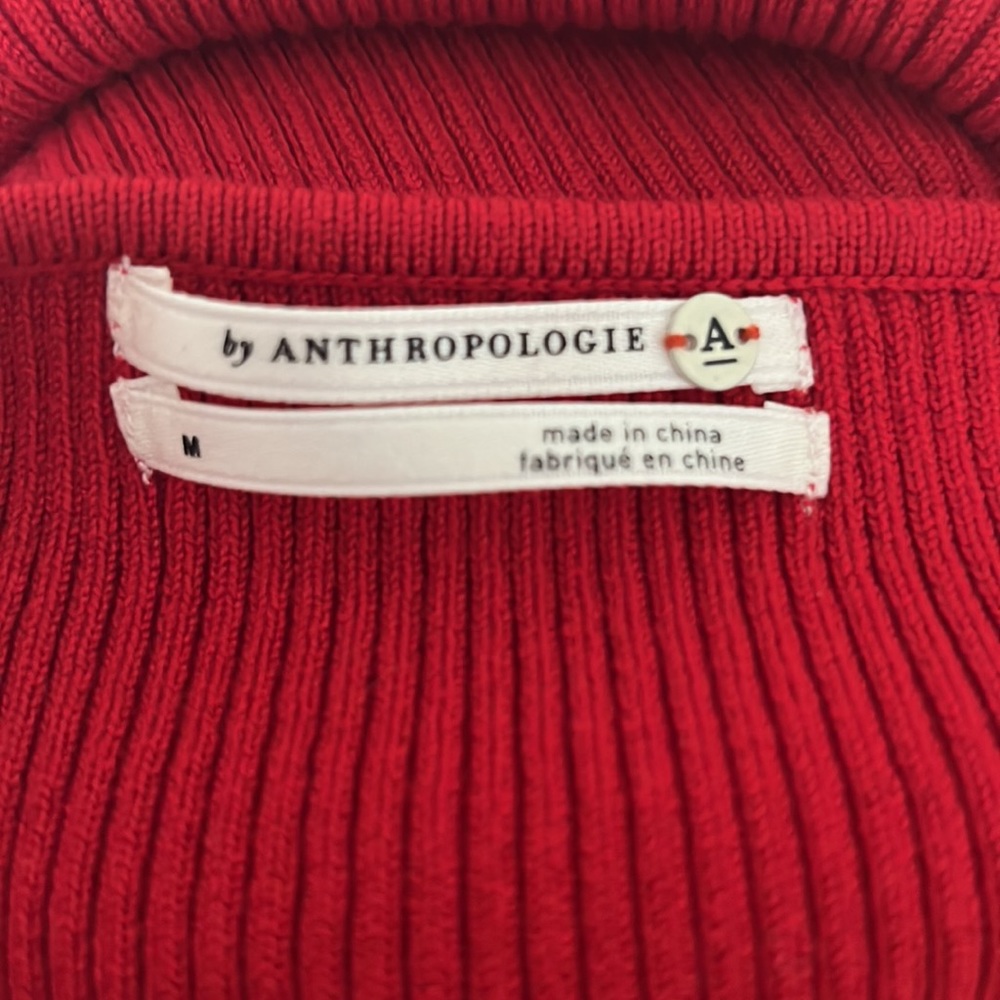 by ANTHROPOLOGIE A
M
made in china
fabriqué en chine